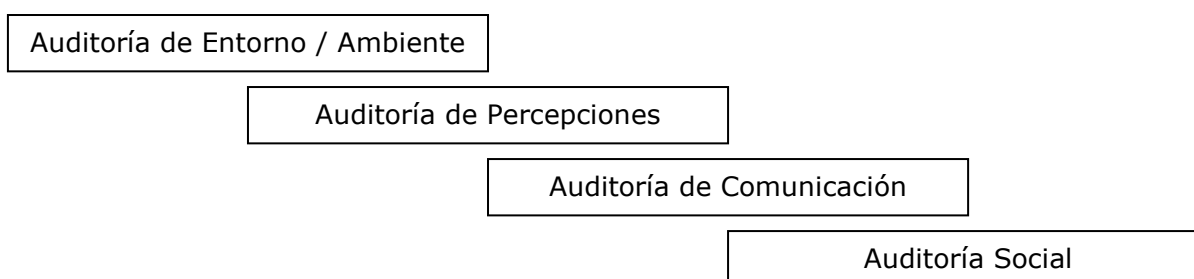 Auditoría de Entorno / Ambiente
Auditoría de Percepciones
Auditoría de Comunicación
Auditoría Social